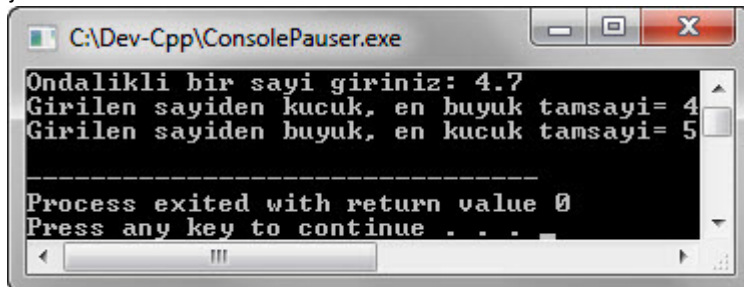 C:\Dev-Cpp\ConsolePauser.exe
Ondalikli bir sayi giriniz: 4.7
Girilen sayiden kucuk, en buyuk tamsayi= 4
Girilen sayiden buyuk, en kucuk tamsayi= 5
--------------------------------
Process exited with return value 0
Press any key to continue . . . _